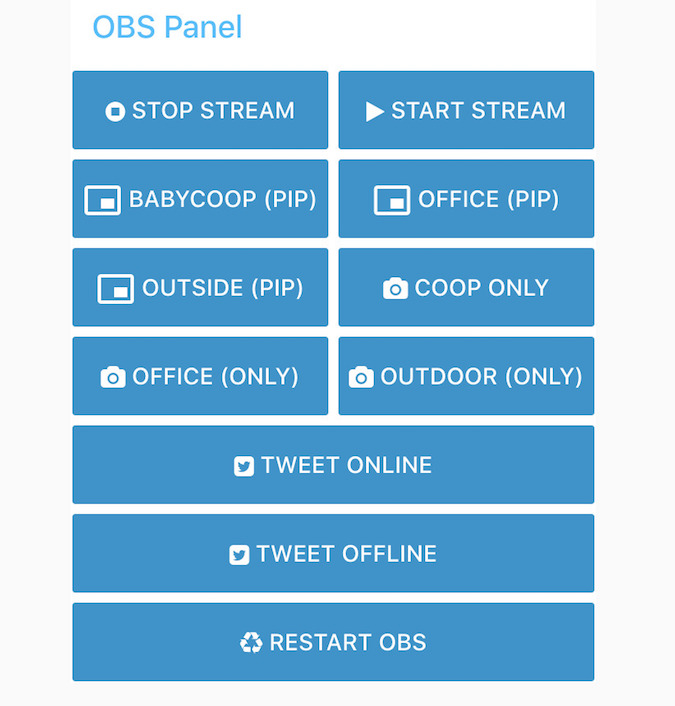 OBS Panel
STOP STREAM
START STREAM
BABYCOOP (PIP)
OFFICE (PIP)
OUTSIDE (PIP)
COOP ONLY
OFFICE (ONLY)
OUTDOOR (ONLY)
TWEET ONLINE
TWEET OFFLINE
RESTART OBS